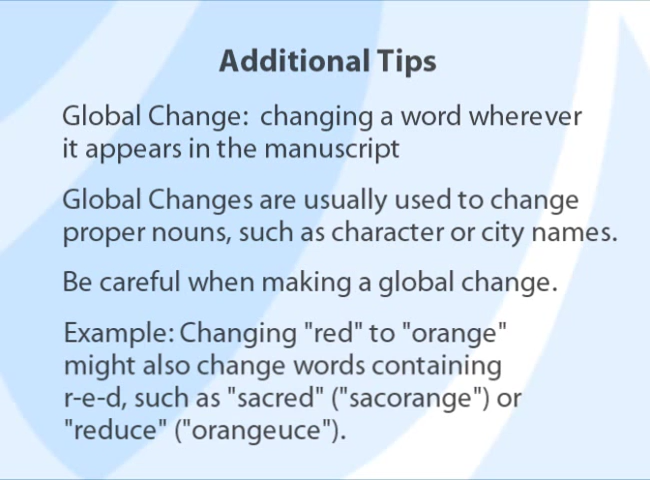 Additional Tips
Global Change:  changing a word wherever
it appears in the manuscript
Global Changes are usually used to change
proper nouns, such as character or city names.
Be careful when making a global change.
Example: Changing "red" to "orange"
might also change words containing
r-e-d, such as "sacred" ("sacorange") or
"reduce" ("orangeuce").